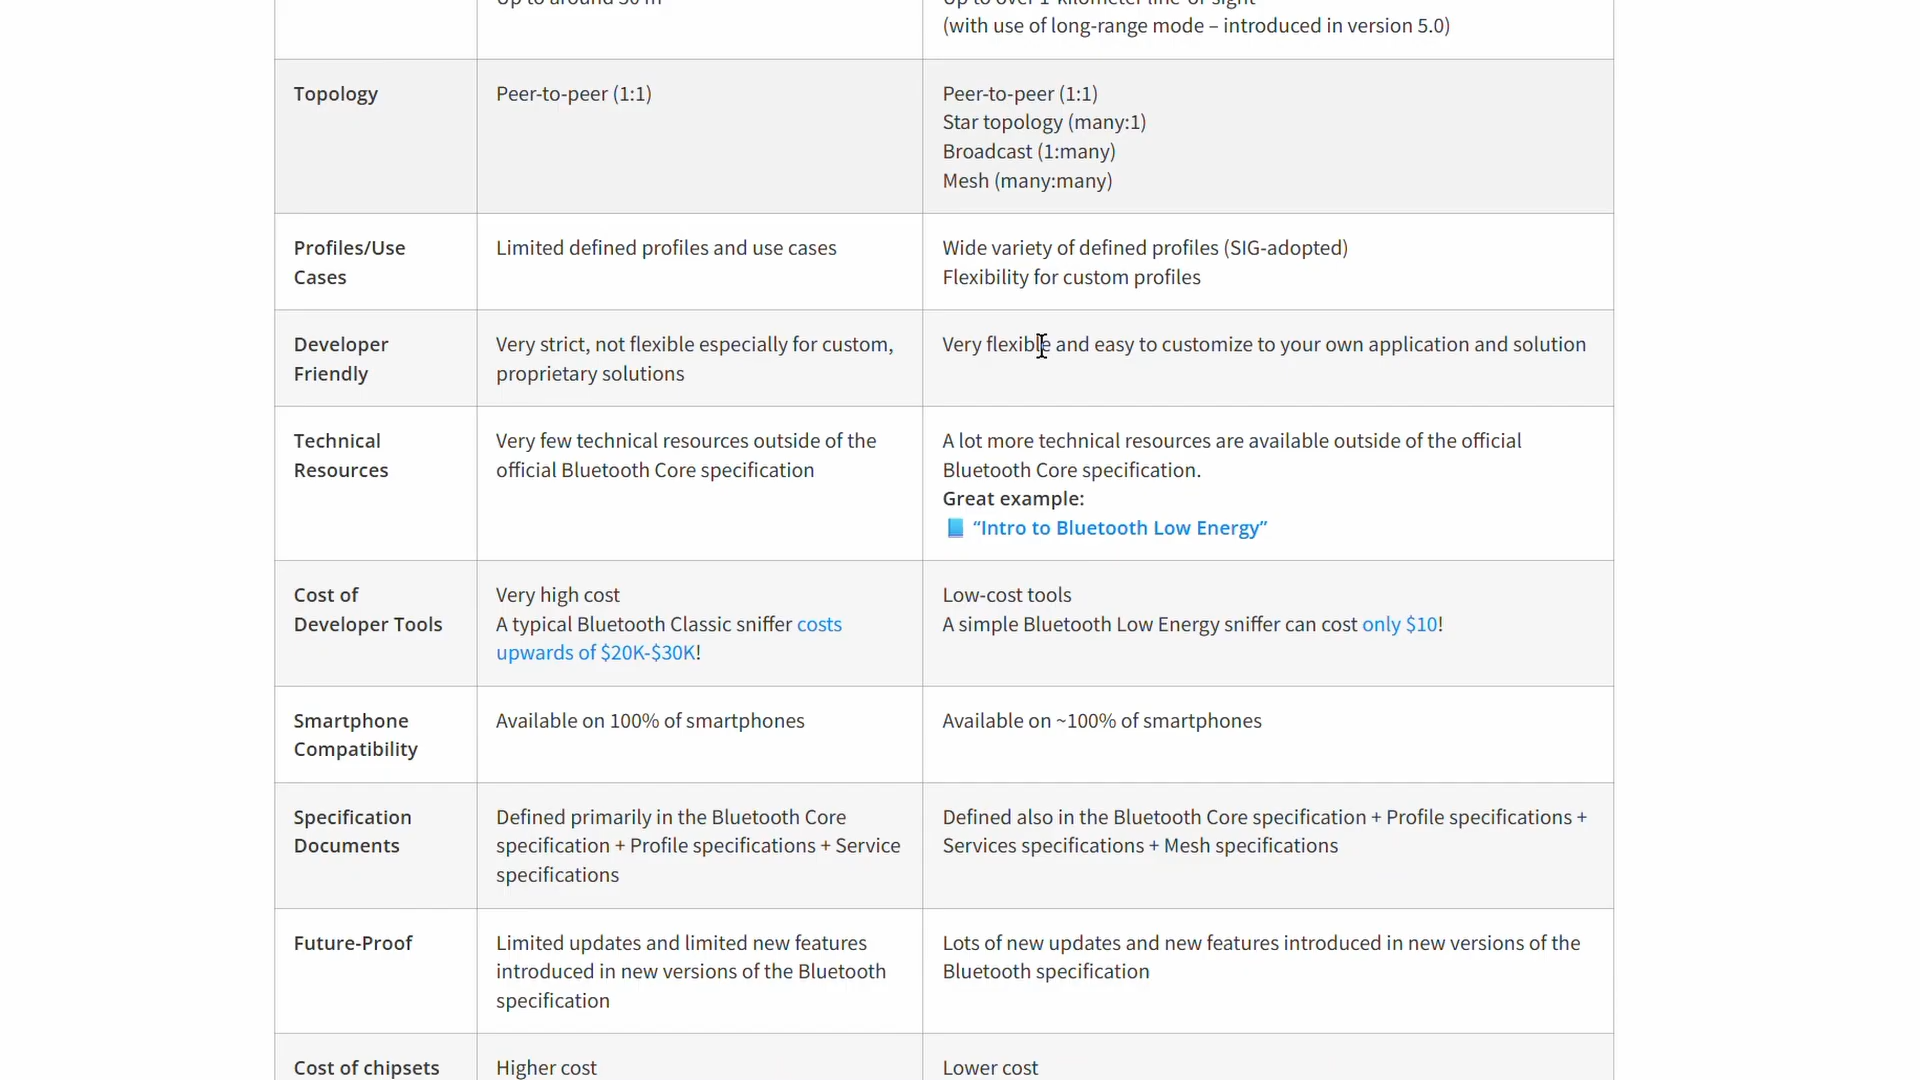 (with use of long-range mode – introduced in version 5.0)
Topology
Peer-to-peer (1:1)
Peer-to-peer (1:1)
Star topology (many:1)
Broadcast (1:many)
Mesh (many:many)
Profiles/Use
Cases
Limited defined profiles and use cases
Wide variety of defined profiles (SIG-adopted)
Flexibility for custom profiles
Developer
Friendly
Very strict, not flexible especially for custom,
proprietary solutions
Very flexible and easy to customize to your own application and solution
Technical
Resources
Very few technical resources outside of the
official Bluetooth Core specification
A lot more technical resources are available outside of the official
Bluetooth Core specification.
Great example:
“Intro to Bluetooth Low Energy”
Cost of
Developer Tools
Very high cost
A typical Bluetooth Classic sniffer costs
upwards of $20K-$30K!
Low-cost tools
A simple Bluetooth Low Energy sniffer can cost only $10!
Smartphone
Compatibility
Available on 100% of smartphones
Available on ~100% of smartphones
Specification
Documents
Defined primarily in the Bluetooth Core
specification + Profile specifications + Service
specifications
Defined also in the Bluetooth Core specification + Profile specifications +
Services specifications + Mesh specifications
Future-Proof
Limited updates and limited new features
introduced in new versions of the Bluetooth
specification
Lots of new updates and new features introduced in new versions of the
Bluetooth specification
Cost of chipsets
Higher cost
Lower cost